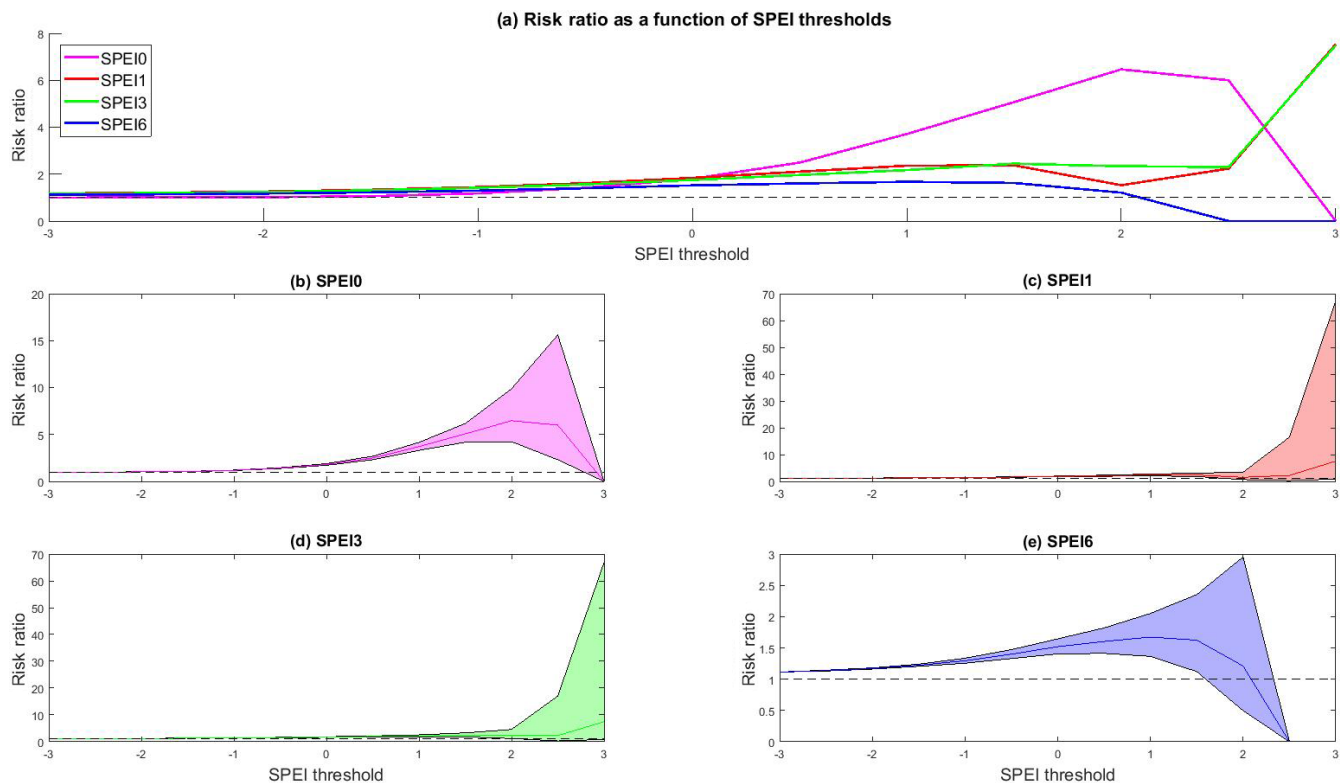 (a) Risk ratio as a function of SPEI thresholds
8
6
4
2
0
Risk ratio
SPEI0
SPEI1
SPEI3
SPEI6
-3 -2 -1 0 1 2 3
SPEI threshold
(b) SPEI0
20
15
10
5
0
Risk ratio
-3 -2 -1 0 1 2 3
(c) SPEI1
70
60
50
40
30
20
10
0
Risk ratio
-3 -2 -1 0 1 2 3
(d) SPEI3
70
60
50
40
30
20
10
0
Risk ratio
-3 -2 -1 0 1 2 3
SPEI threshold
(e) SPEI6
3
2.5
2
1.5
1
0.5
0
Risk ratio
-3 -2 -1 0 1 2 3
SPEI threshold